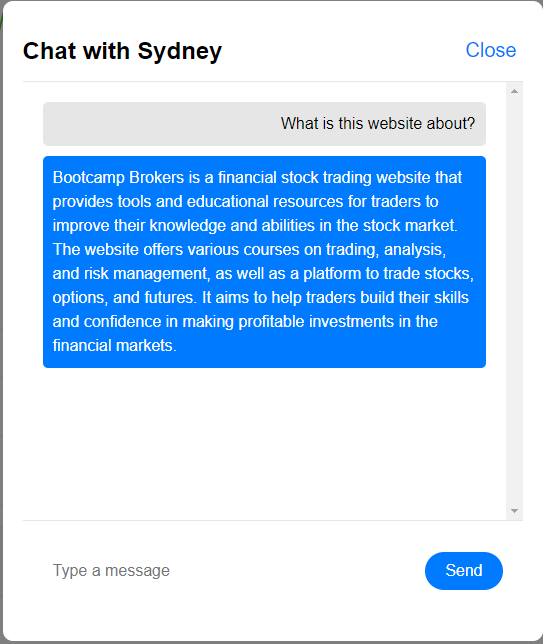 Chat with Sydney
Close
What is this website about?
Bootcamp Brokers is a financial stock trading website that
provides tools and educational resources for traders to
improve their knowledge and abilities in the stock market.
The website offers various courses on trading, analysis,
and risk management, as well as a platform to trade stocks,
options, and futures. It aims to help traders build their skills
and confidence in making profitable investments in the
financial markets.
Type a message
Send